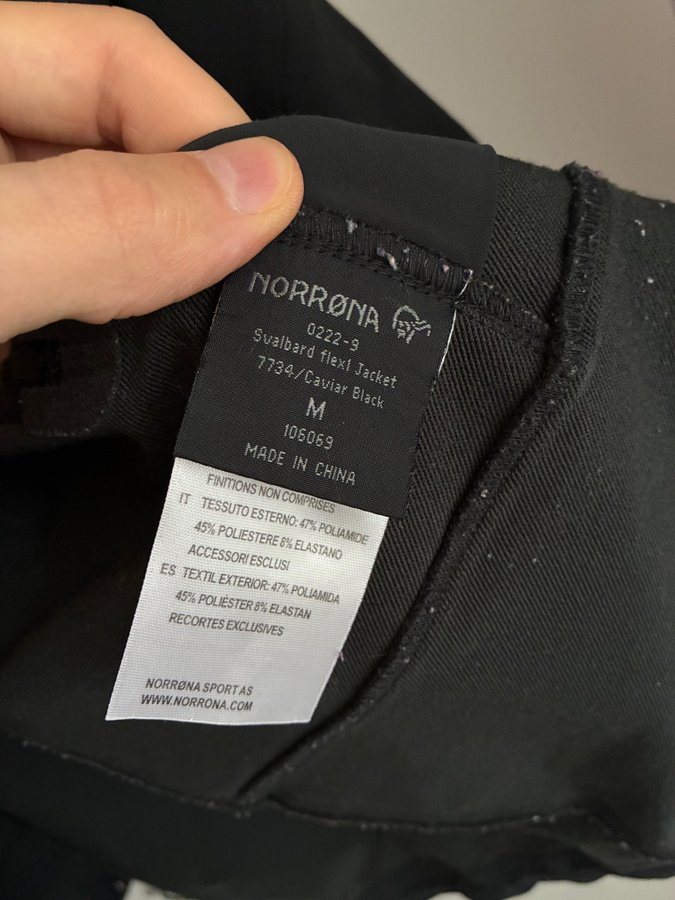 NORRØNA
0222-9
Svalbard flex1 Jacket
7734/Caviar Black
M
106069
MADE IN CHINA
FINITIONS NON COMPRISES
IT TESSUTO ESTERNO: 47% POLIAMIDE
45% POLIESTERE 8% ELASTANO
ACCESSORI ESCLUSI
ES TEXTIL EXTERIOR: 47% POLIAMIDA
45% POLIÉSTER 8% ELASTAN
RECORTES EXCLUSIVES
NORRØNA SPORT AS
WWW.NORRONA.COM